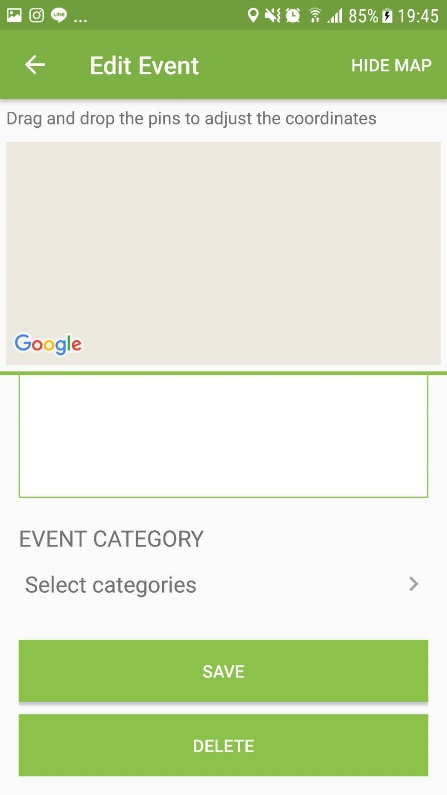 ... 85% 19:45
Edit Event HIDE MAP
Drag and drop the pins to adjust the coordinates
Google
EVENT CATEGORY
Select categories
SAVE
DELETE